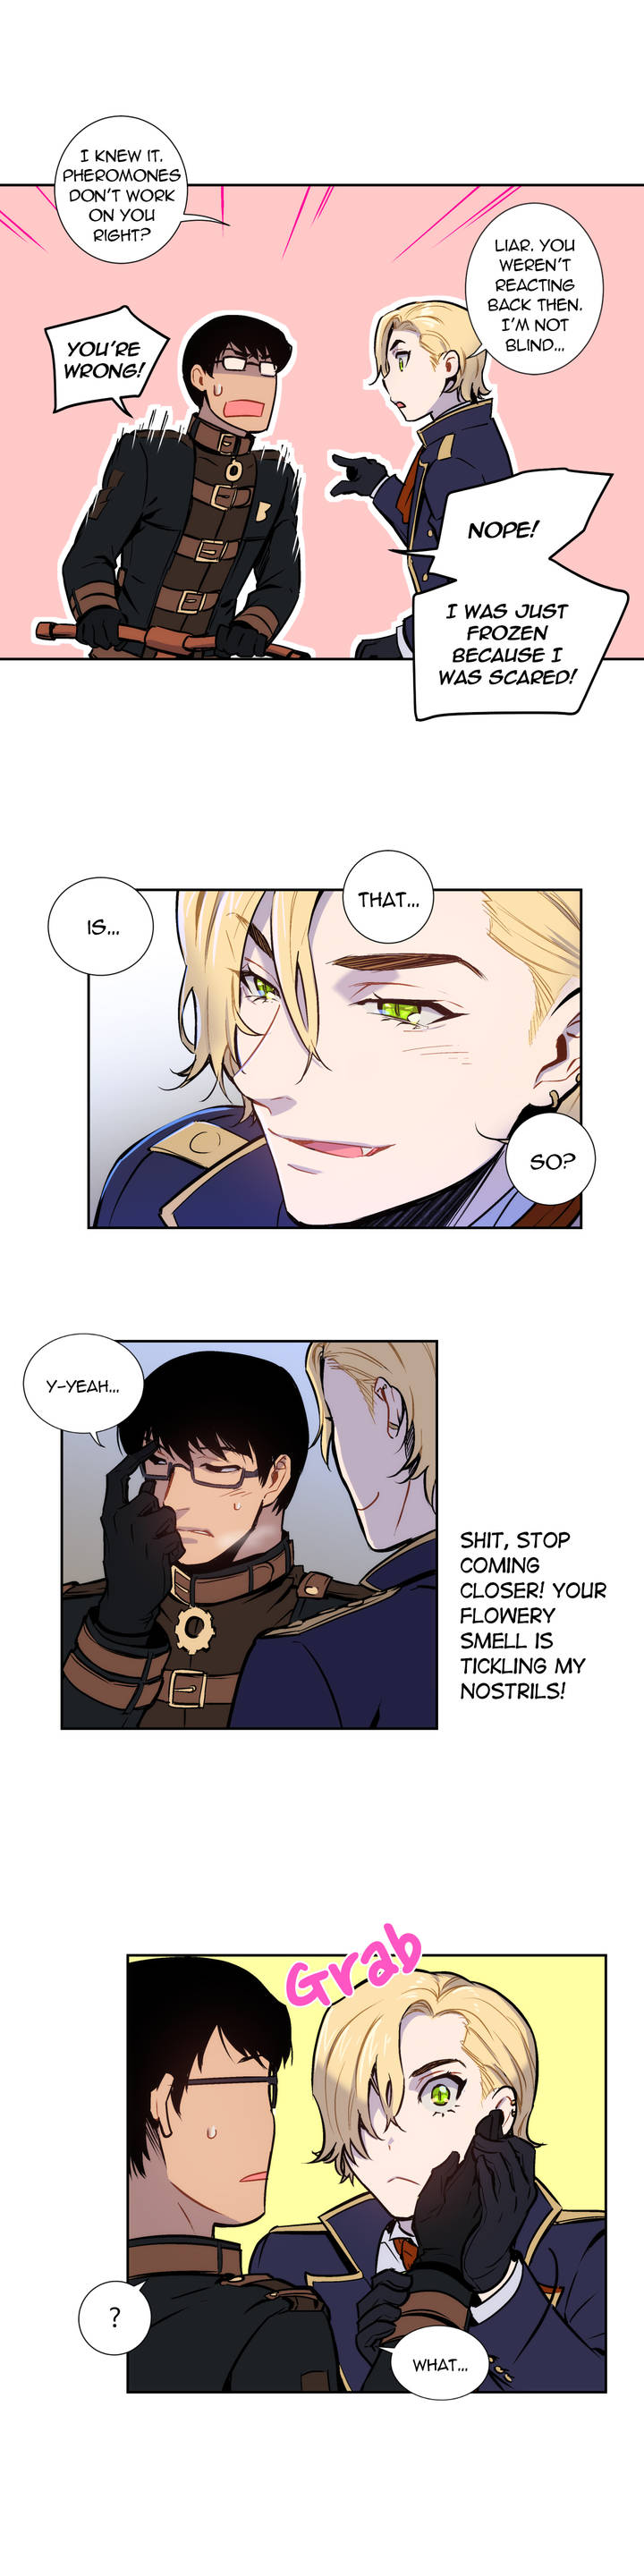 I KNEW IT.
PHEROMONES
DON'T WORK
ON YOU
RIGHT?
LIAR. YOU
WEREN'T
REACTING
BACK THEN.
I'M NOT
BLIND...
YOU'RE
WRONG!
NOPE!
I WAS JUST
FROZEN
BECAUSE I
WAS SCARED!
IS...
THAT...
SO?
Y-YEAH...
SHIT, STOP
COMING
CLOSER! YOUR
FLOWERY
SMELL IS
TICKLING MY
NOSTRILS!
Grab
?
WHAT...